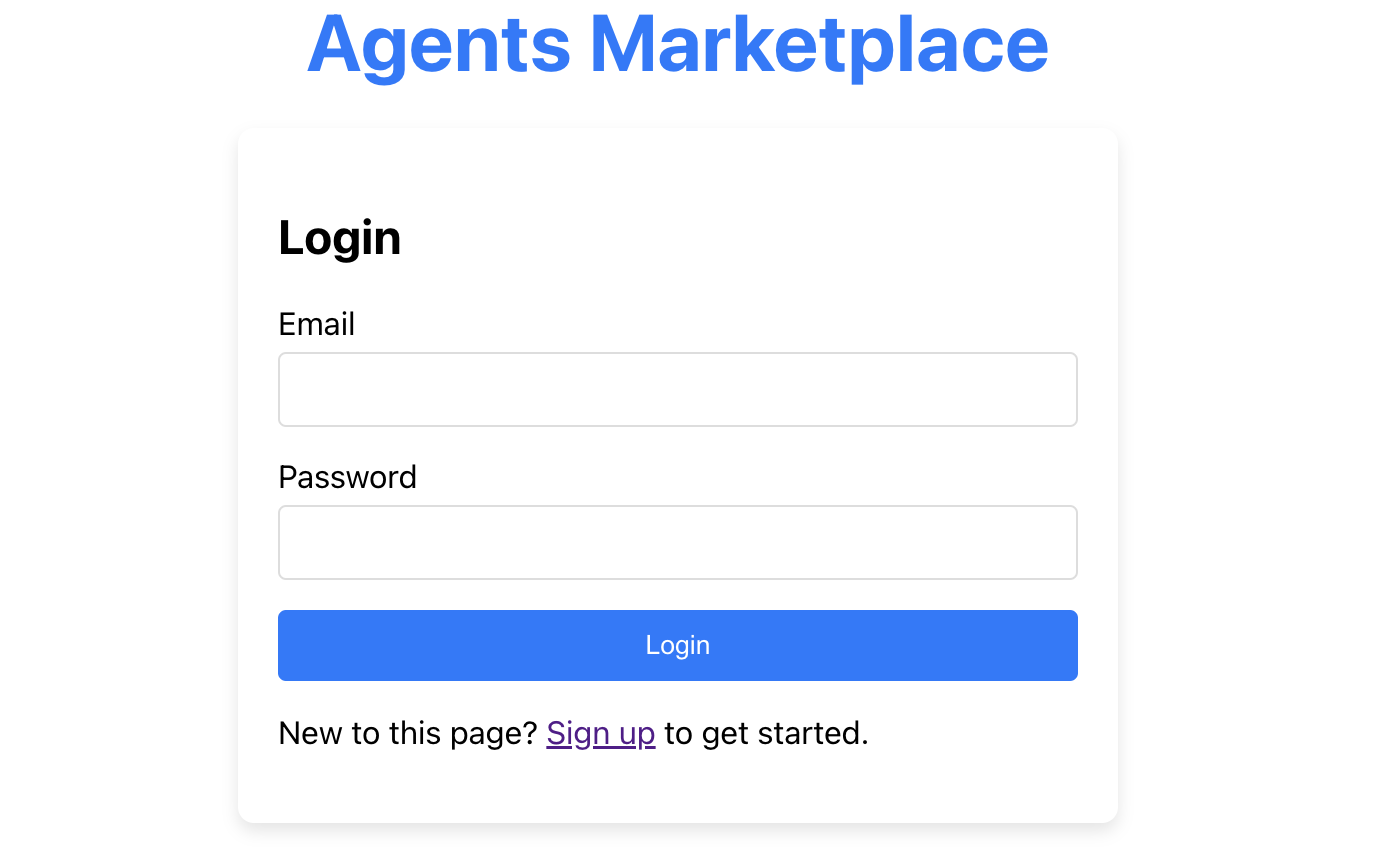 Agents Marketplace
Login
Email
Password
Login
New to this page? Sign up to get started.